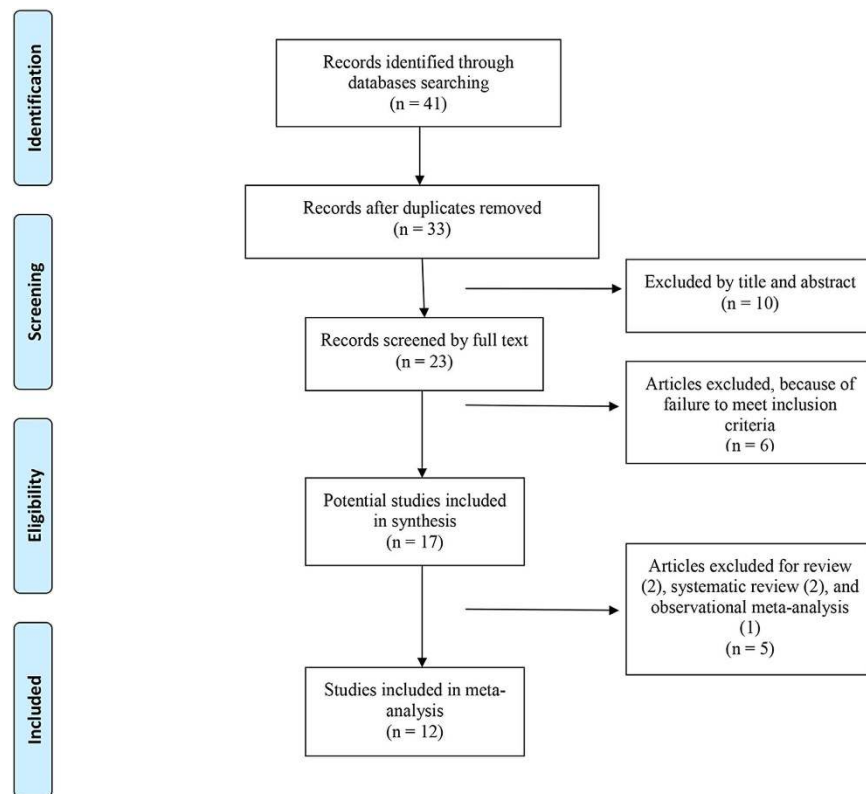 Identification
Records identified through
databases searching
(n = 41)
Records after duplicates removed
(n = 33)
Screening
Excluded by title and abstract
(n = 10)
Records screened by full text
(n = 23)
Articles excluded, because of
failure to meet inclusion
criteria
(n = 6)
Eligibility
Potential studies included
in synthesis
(n = 17)
Articles excluded for review
(2), systematic review (2), and
observational meta-analysis
(1)
(n = 5)
Included
Studies included in meta-
analysis
(n = 12)